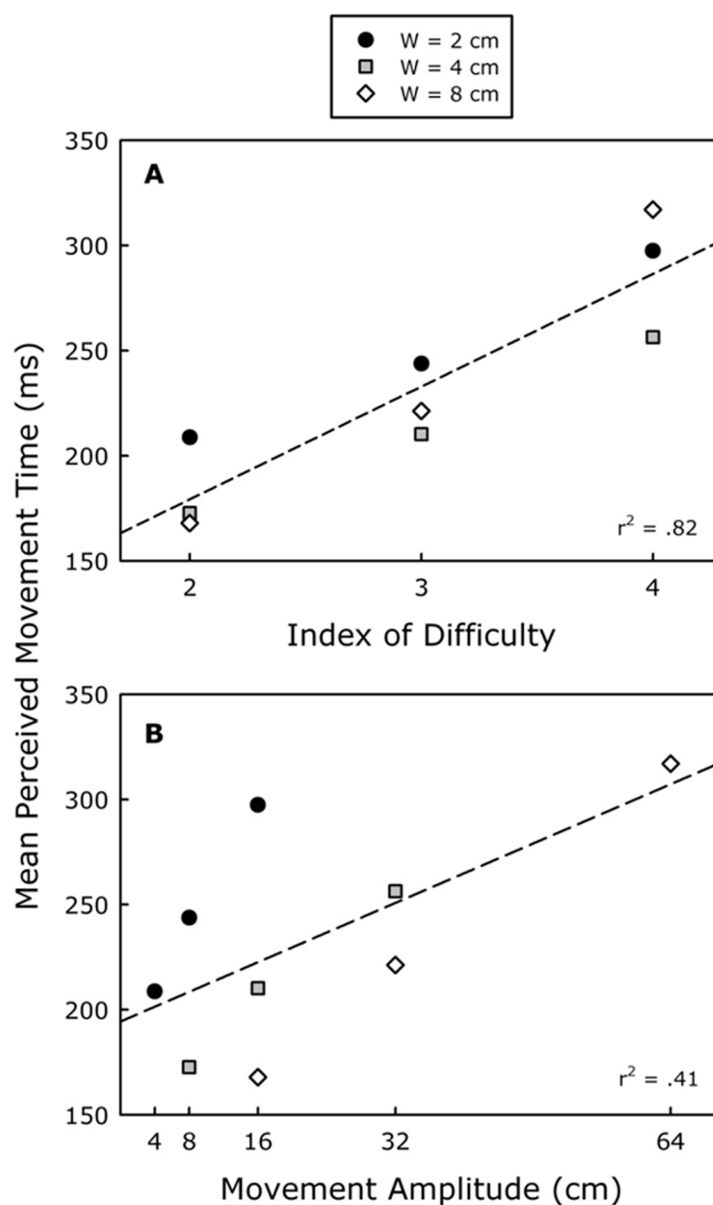 W = 2 cm
W = 4 cm
W = 8 cm
Mean Perceived Movement Time (ms)
A
350
300
250
200
150
r² = .82
2 3 4
Index of Difficulty
B
350
300
250
200
150
r² = .41
4 8 16 32 64
Movement Amplitude (cm)